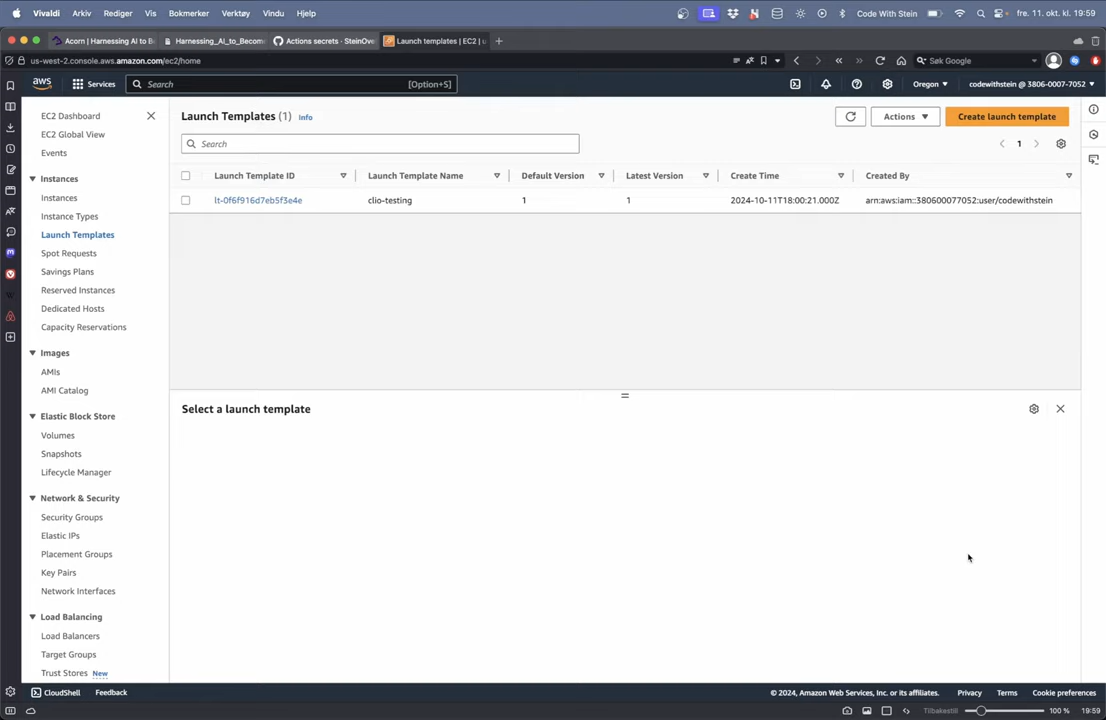 Vivaldi Arkiv Rediger Vis Bokmerker Verktøy Vindu Hjelp Code With Stein fre. 11. okt. kl. 19:59
Acorn | Harnessing AI to B Harnessing_AI_to_Becom Actions secrets · SteinOve Launch templates | EC2 | u
us-west-2.console.aws.amazon.com/ec2/home Søk Google
aws Services Search [Option+S] Oregon codewithstein @ 3806-0007-7052
EC2 Dashboard
EC2 Global View
Events
Instances
Instances
Instance Types
Launch Templates
Spot Requests
Savings Plans
Reserved Instances
Dedicated Hosts
Capacity Reservations
Images
AMIs
AMI Catalog
Elastic Block Store
Volumes
Snapshots
Lifecycle Manager
Network & Security
Security Groups
Elastic IPs
Placement Groups
Key Pairs
Network Interfaces
Load Balancing
Load Balancers
Target Groups
Trust Stores New
Launch Templates (1) Info Actions Create launch template
Search 1
Launch Template ID Launch Template Name Default Version Latest Version Create Time Created By
lt-0f6f916d7eb5f3e4e clio-testing 1 1 2024-10-11T18:00:21.000Z arn:aws:iam::380600077052:user/codewithstein
Select a launch template
CloudShell Feedback © 2024, Amazon Web Services, Inc. or its affiliates. Privacy Terms Cookie preferences
Tilbakestill 100 % 19:59